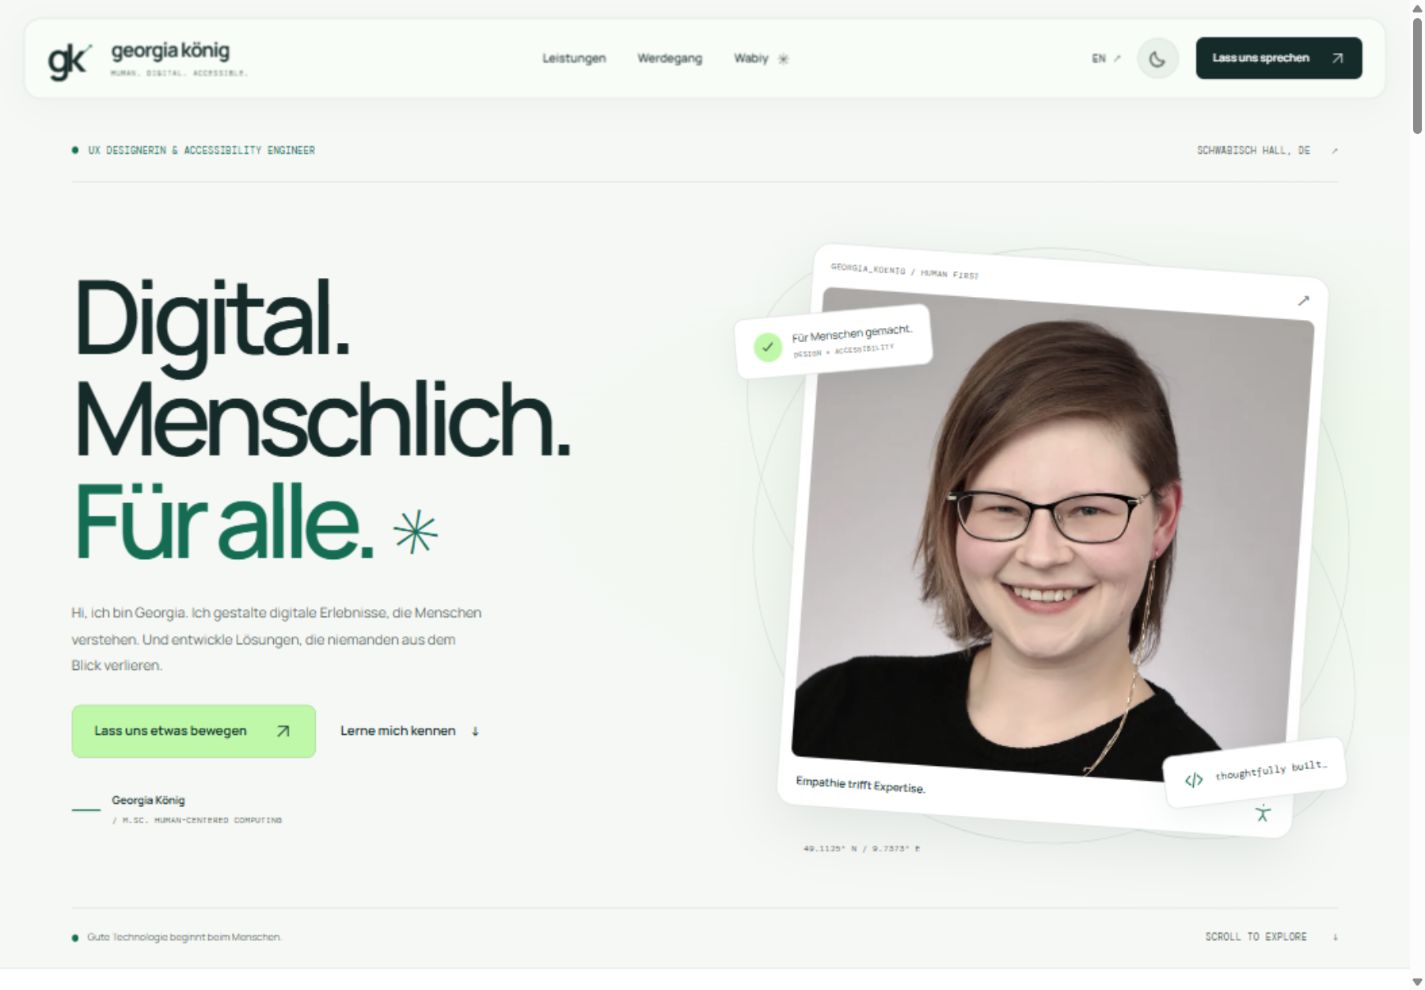 gk
georgia könig
HUMAN. DIGITAL. ACCESSIBLE.
Leistungen
Werdegang
Wabiy
EN ↗
Lass uns sprechen
UX DESIGNERIN & ACCESSIBILITY ENGINEER
SCHWÄBISCH HALL, DE ↗
Digital.
Menschlich.
Für alle.
Hi, ich bin Georgia. Ich gestalte digitale Erlebnisse, die Menschen
verstehen. Und entwickle Lösungen, die niemanden aus dem
Blick verlieren.
Lass uns etwas bewegen
Lerne mich kennen ↓
Georgia König
/ M.SC. HUMAN-CENTERED COMPUTING
GEORGIA_KOENIG / HUMAN FIRST
Für Menschen gemacht.
DESIGN + ACCESSIBILITY
</> thoughtfully built_
Empathie trifft Expertise.
49.1125° N / 9.7373° E
Gute Technologie beginnt beim Menschen.
SCROLL TO EXPLORE ↓